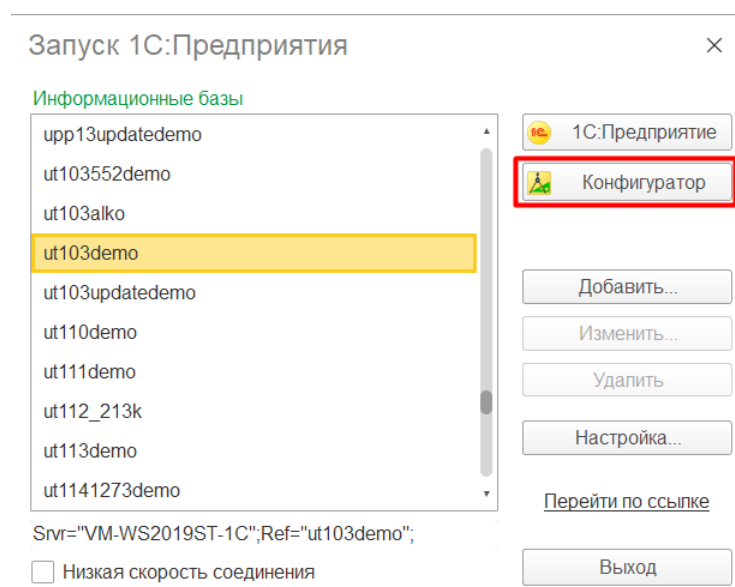 Запуск 1С:Предприятия
Информационные базы
upp13updatedemo
ut103552demo
ut103alko
ut103demo
ut103updatedemo
ut110demo
ut111demo
ut112_213k
ut113demo
ut1141273demo
Srvr="VM-WS2019ST-1C";Ref="ut103demo";
Низкая скорость соединения
1С:Предприятие
Конфигуратор
Добавить...
Изменить...
Удалить
Настройка...
Перейти по ссылке
Выход